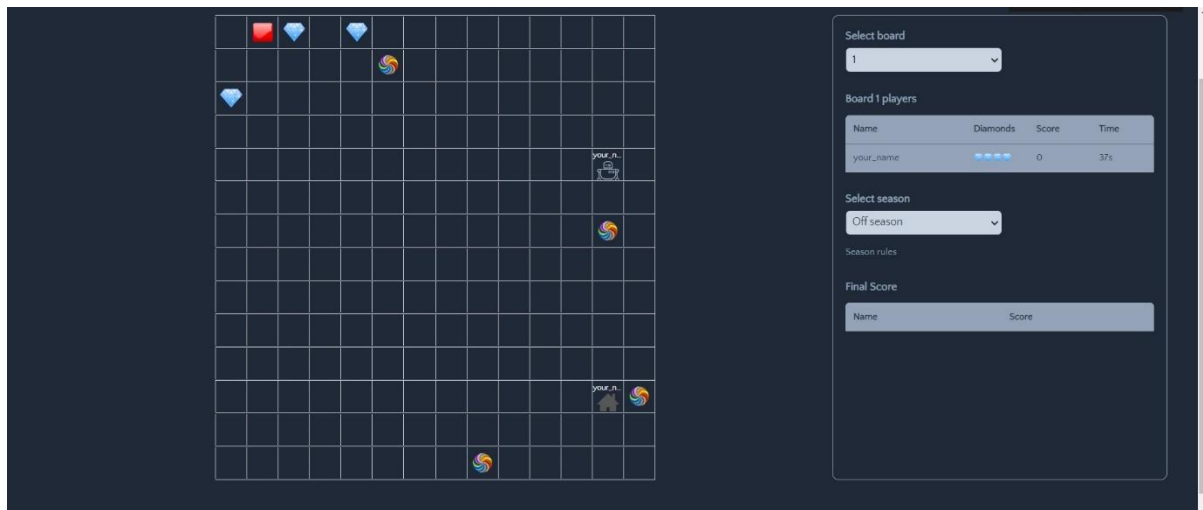 your_n..
your_n..
Select board
1
Board 1 players
Name Diamonds Score Time
your_name 0 37s
Select season
Off season
Season rules
Final Score
Name Score